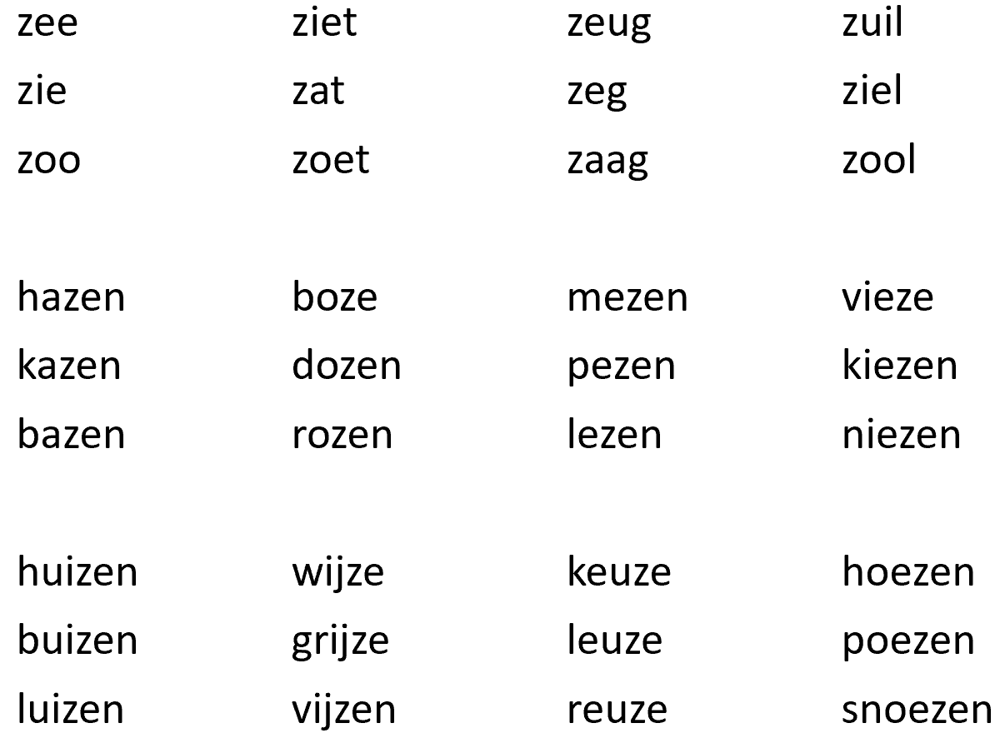 zee ziet zeug zuil
zie zat zeg ziel
zoo zoet zaag zool
hazen boze mezen vieze
kazen dozen pezen kiezen
bazen rozen lezen niezen
huizen wijze keuze hoezen
buizen grijze leuze poezen
luizen vijzen reuze snoezen